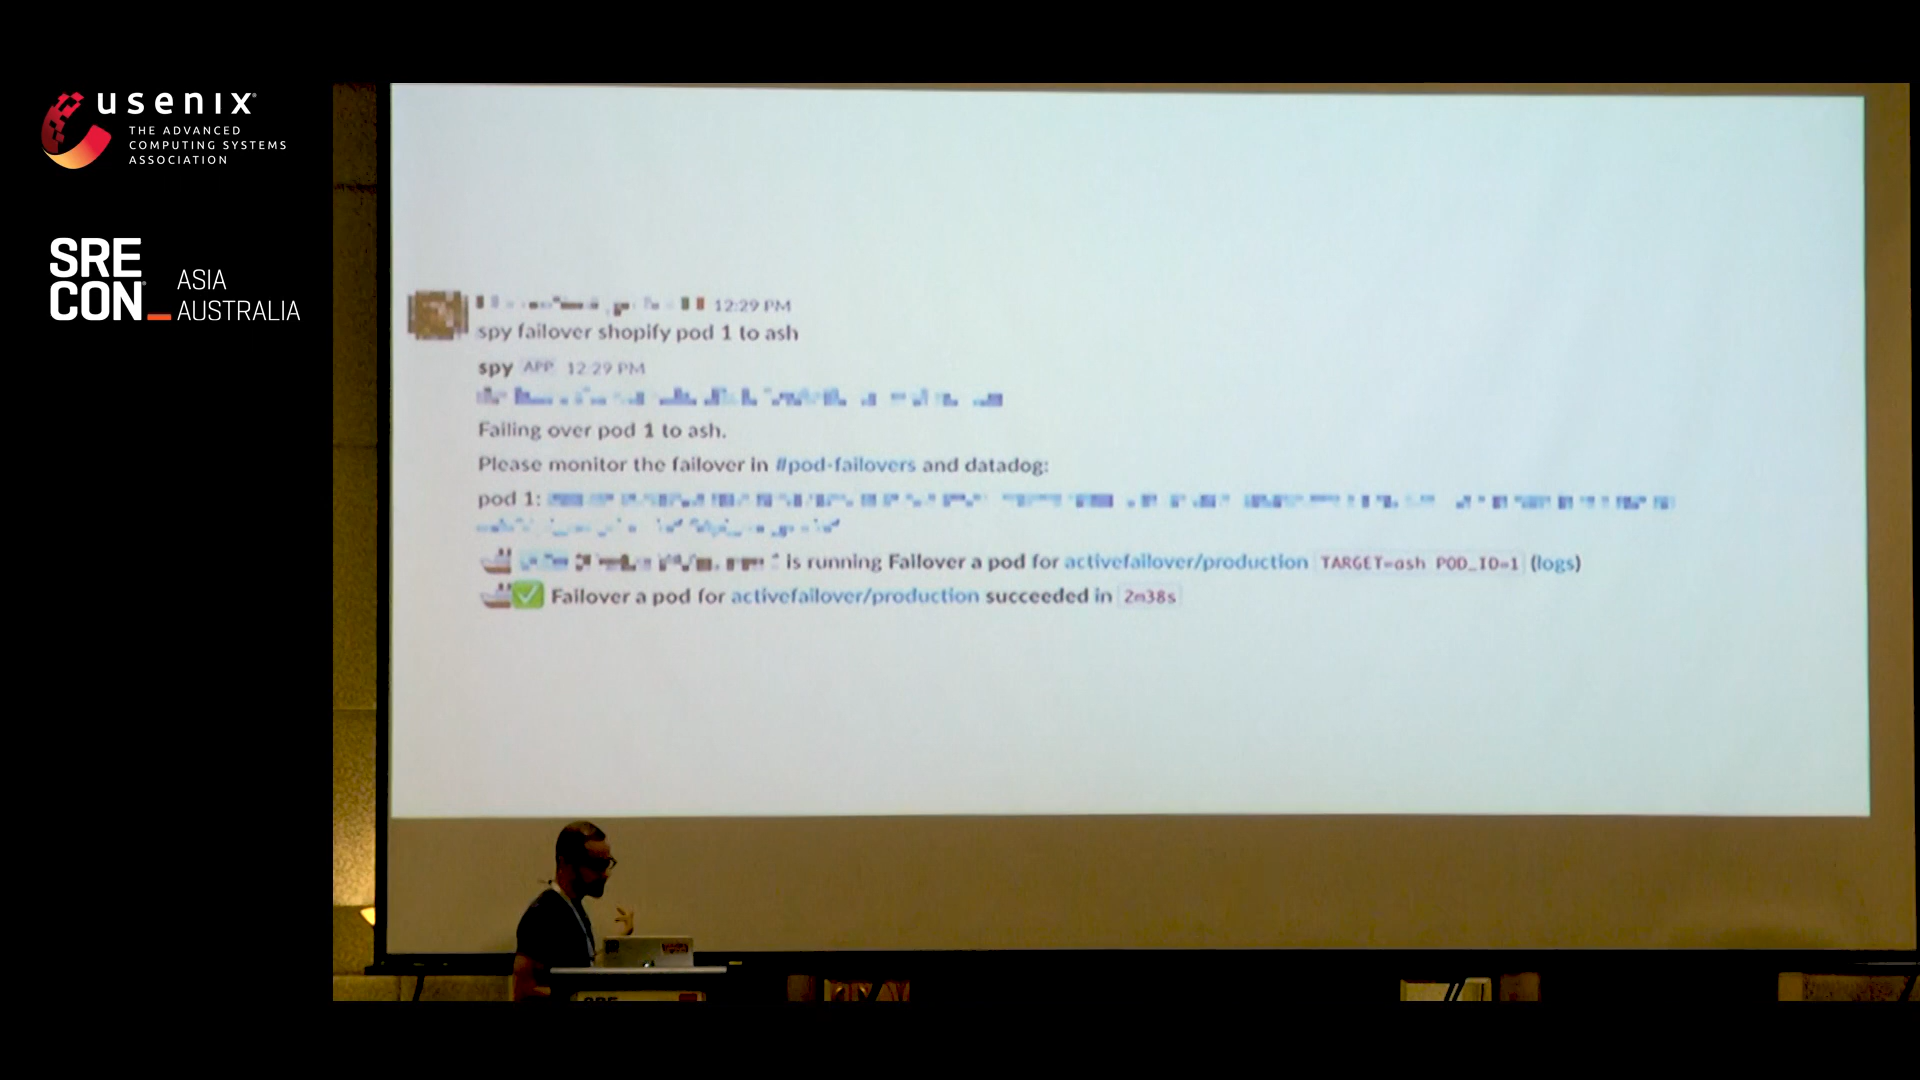 usenix®
THE ADVANCED
COMPUTING SYSTEMS
ASSOCIATION
SRE
CON
ASIA
AUSTRALIA
12:29 PM
spy failover shopify pod 1 to ash
spy APP 12:29 PM
Failing over pod 1 to ash.
Please monitor the failover in #pod-failovers and datadog:
pod 1:
is running Failover a pod for activefailover/production TARGET=ash POD_ID=1 (logs)
Failover a pod for activefailover/production succeeded in 2m38s